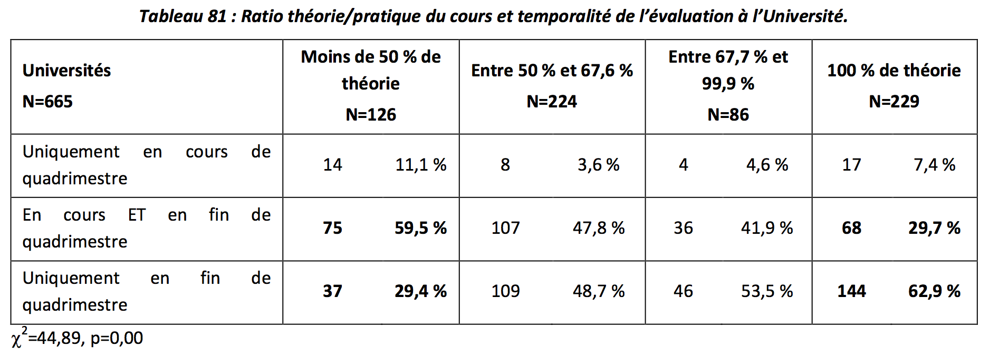 Tableau 81 : Ratio théorie/pratique du cours et temporalité de l’évaluation à l’Université.
Universités
N=665
Moins de 50 % de
théorie
N=126
Entre 50 % et 67,6 %
N=224
Entre 67,7 % et
99,9 %
N=86
100 % de théorie
N=229
Uniquement en cours de
quadrimestre
14 11,1 % 8 3,6 % 4 4,6 % 17 7,4 %
En cours ET en fin de
quadrimestre
75 59,5 % 107 47,8 % 36 41,9 % 68 29,7 %
Uniquement en fin de
quadrimestre
37 29,4 % 109 48,7 % 46 53,5 % 144 62,9 %
χ²=44,89, p=0,00